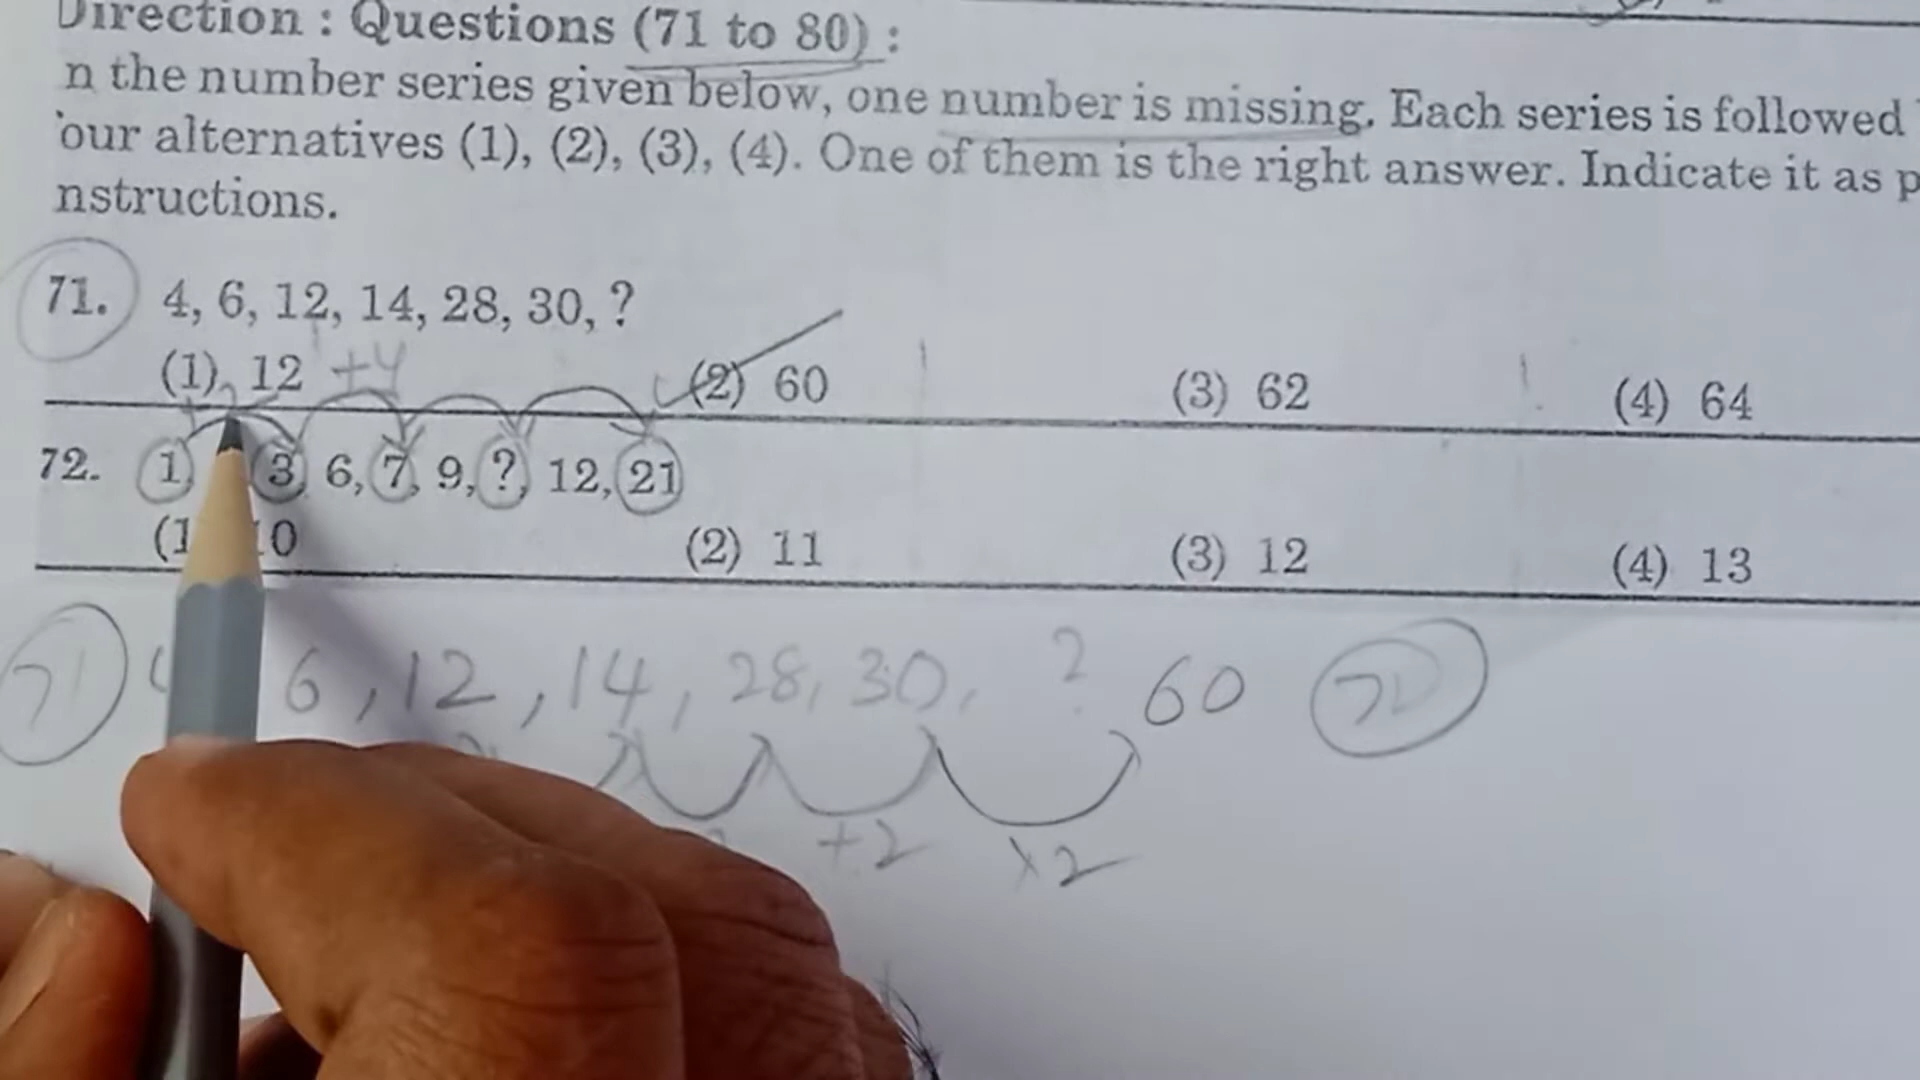 Direction : Questions (71 to 80) :
n the number series given below, one number is missing. Each series is followed
our alternatives (1), (2), (3), (4). One of them is the right answer. Indicate it as p
nstructions.
71. 4, 6, 12, 14, 28, 30, ?
(1) 12 (2) 60 (3) 62 (4) 64
+4
72. 1, 3, 6, 7, 9, ?, 12, 21
(1 10 (2) 11 (3) 12 (4) 13
71 6, 12, 14, 28, 30, ? 60 72
+2 ×2